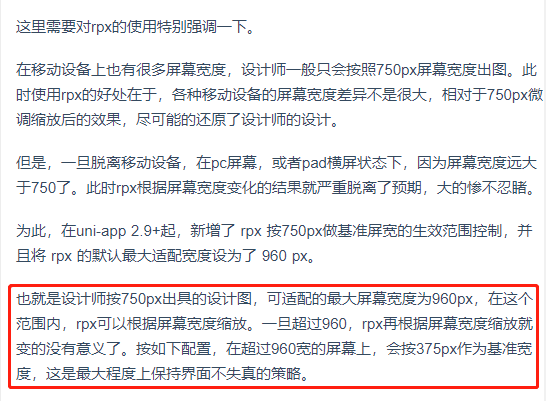 这里需要对rpx的使用特别强调一下。
在移动设备上也有很多屏幕宽度，设计师一般只会按照750px屏幕宽度出图。此
时使用rpx的好处在于，各种移动设备的屏幕宽度差异不是很大，相对于750px微
调缩放后的效果，尽可能的还原了设计师的设计。
但是，一旦脱离移动设备，在pc屏幕，或者pad横屏状态下，因为屏幕宽度远大
于750了。此时rpx根据屏幕宽度变化的结果就严重脱离了预期，大的惨不忍睹。
为此，在uni-app 2.9+起，新增了 rpx 按750px做基准屏宽的生效范围控制，并
且将 rpx 的默认最大适配宽度设为了 960 px。
也就是设计师按750px出具的设计图，可适配的最大屏幕宽度为960px，在这个
范围内，rpx可以根据屏幕宽度缩放。一旦超过960，rpx再根据屏幕宽度缩放就
变的没有意义了。按如下配置，在超过960宽的屏幕上，会按375px作为基准宽
度，这是最大程度上保持界面不失真的策略。